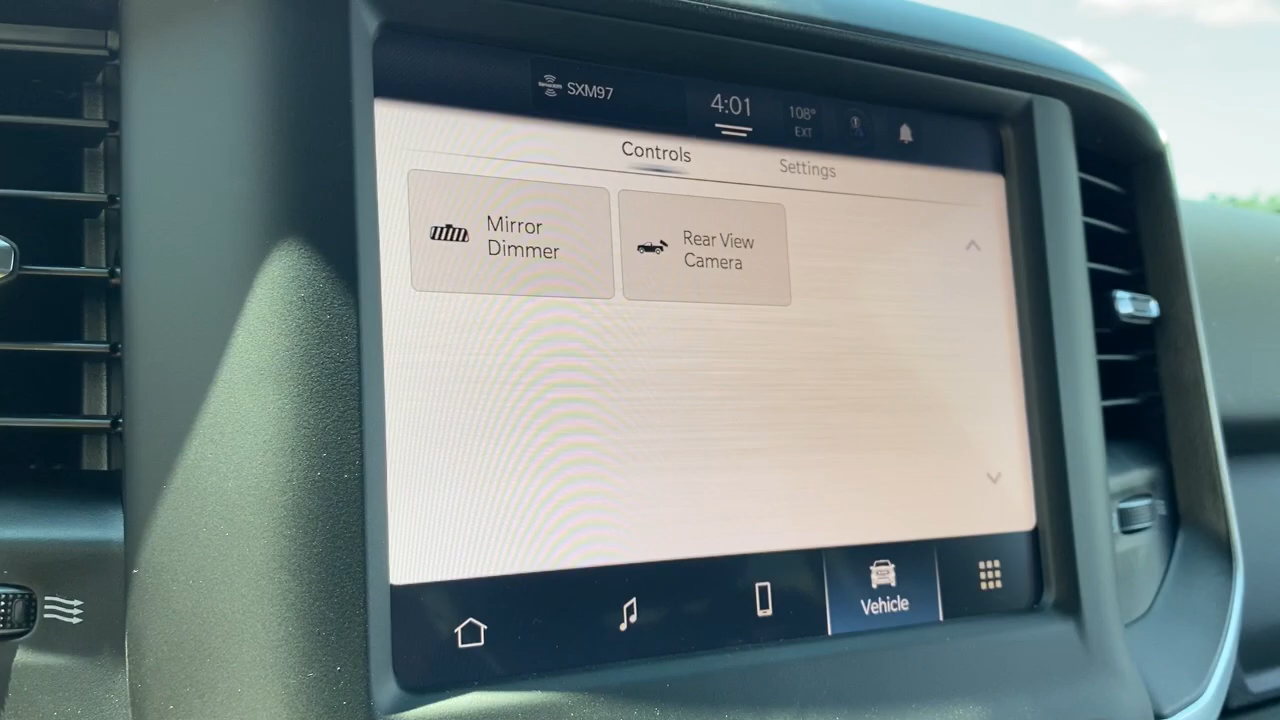 SXM97
4:01
108°
EXT
Controls
Settings
Mirror
Dimmer
Rear View
Camera
Vehicle